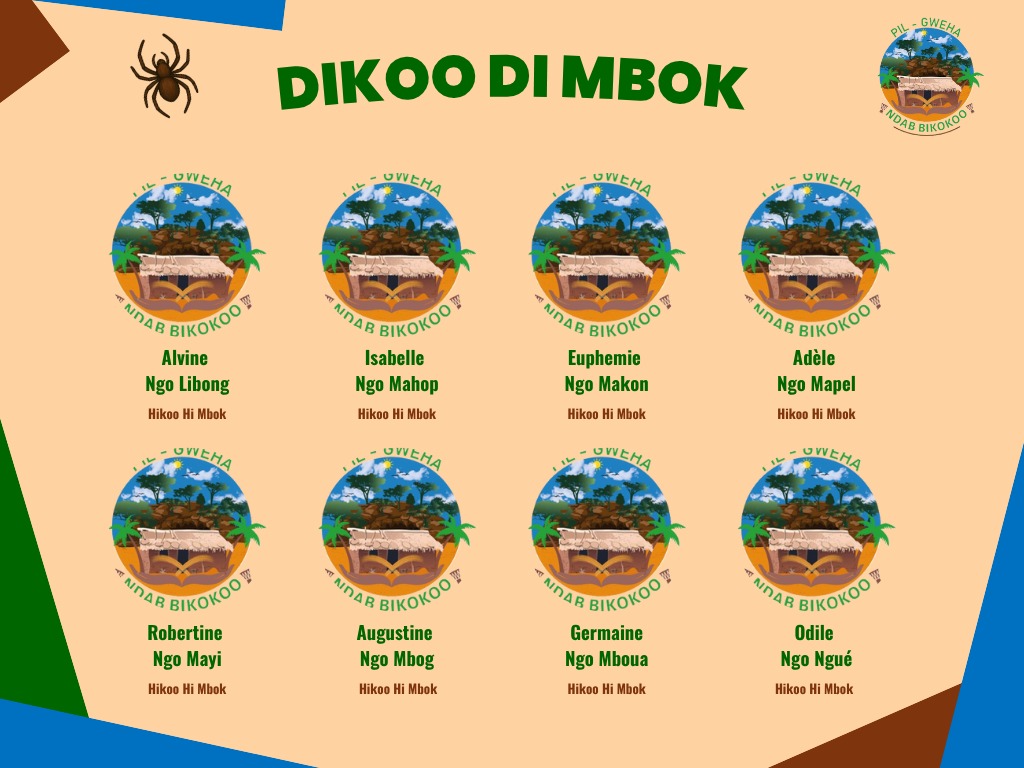 PIL - GWEHA
DIKOO DI MBOK
NDAB BIKOKOO
PIL - GWEHA
PIL - GWEHA
PIL - GWEHA
PIL - GWEHA
NDAB BIKOKOO
NDAB BIKOKOO
NDAB BIKOKOO
NDAB BIKOKOO
Alvine
Ngo Libong
Hikoo Hi Mbok
Isabelle
Ngo Mahop
Hikoo Hi Mbok
Euphemie
Ngo Makon
Hikoo Hi Mbok
Adèle
Ngo Mapel
Hikoo Hi Mbok
PIL - GWEHA
PIL - GWEHA
PIL - GWEHA
PIL - GWEHA
NDAB BIKOKOO
NDAB BIKOKOO
NDAB BIKOKOO
NDAB BIKOKOO
Robertine
Ngo Mayi
Hikoo Hi Mbok
Augustine
Ngo Mbog
Hikoo Hi Mbok
Germaine
Ngo Mboua
Hikoo Hi Mbok
Odile
Ngo Ngué
Hikoo Hi Mbok